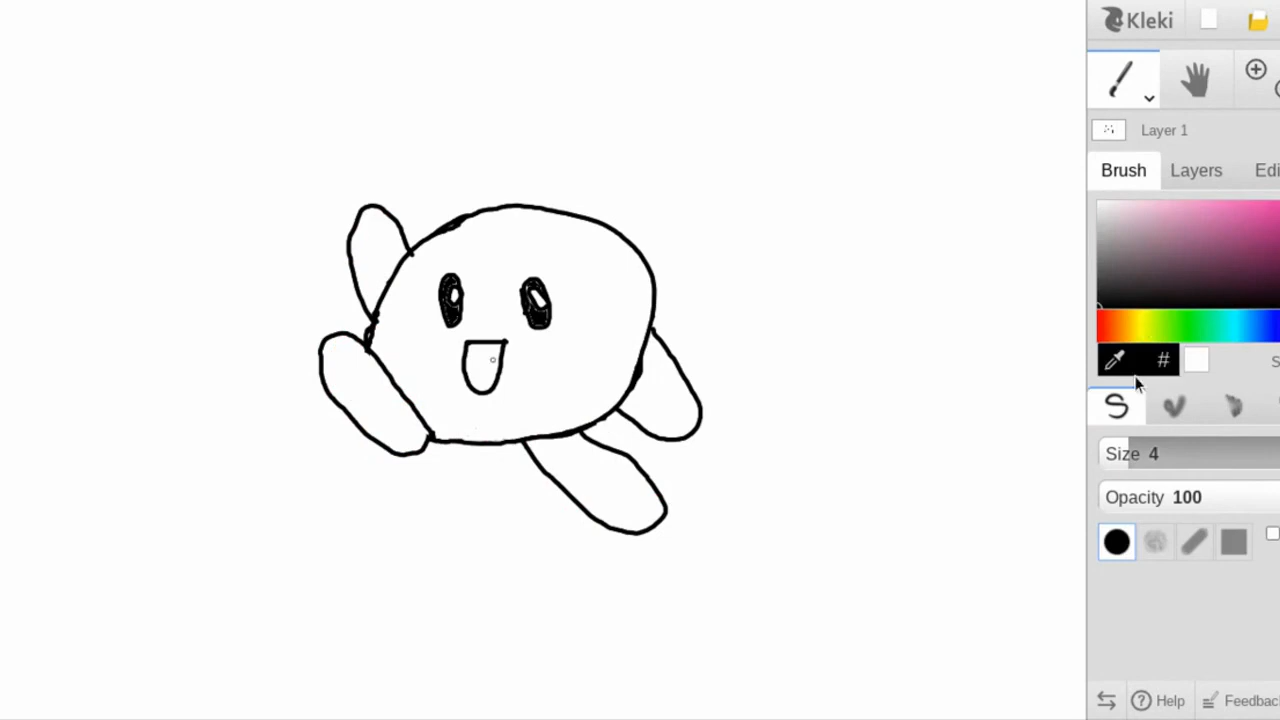 Kleki
Layer 1
Brush Layers Edi
#
S
Size 4
Opacity 100
Help Feedbac